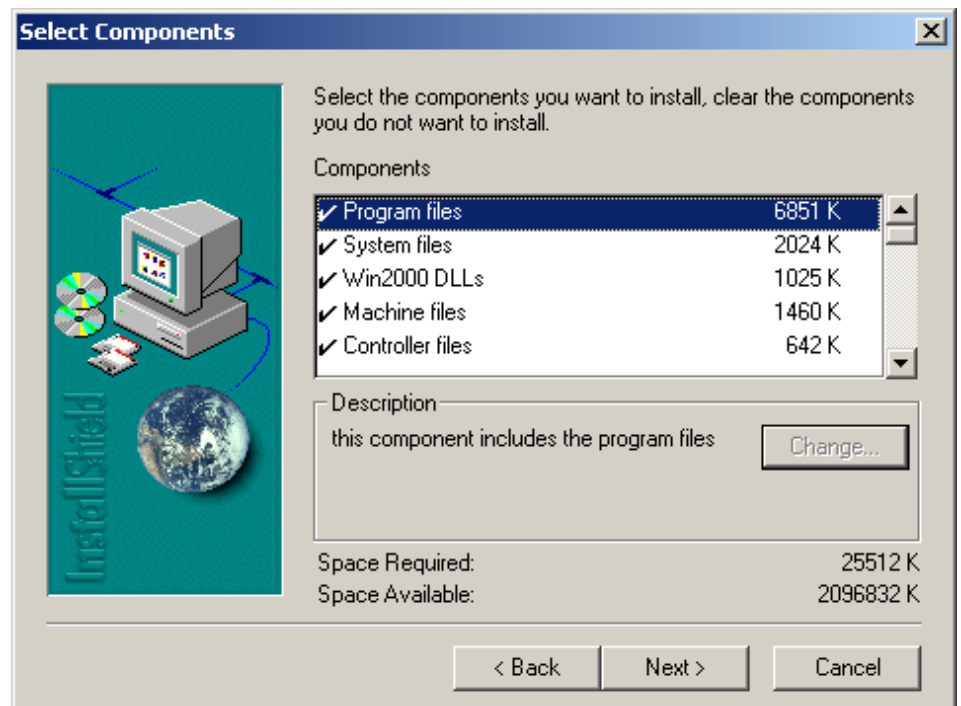 Select Components
Select the components you want to install, clear the components
you do not want to install.
Components
Program files 6851 K
System files 2024 K
Win2000 DLLs 1025 K
Machine files 1460 K
Controller files 642 K
Description
this component includes the program files
Change...
InstallShield
Space Required: 25512 K
Space Available: 2096832 K
< Back Next > Cancel